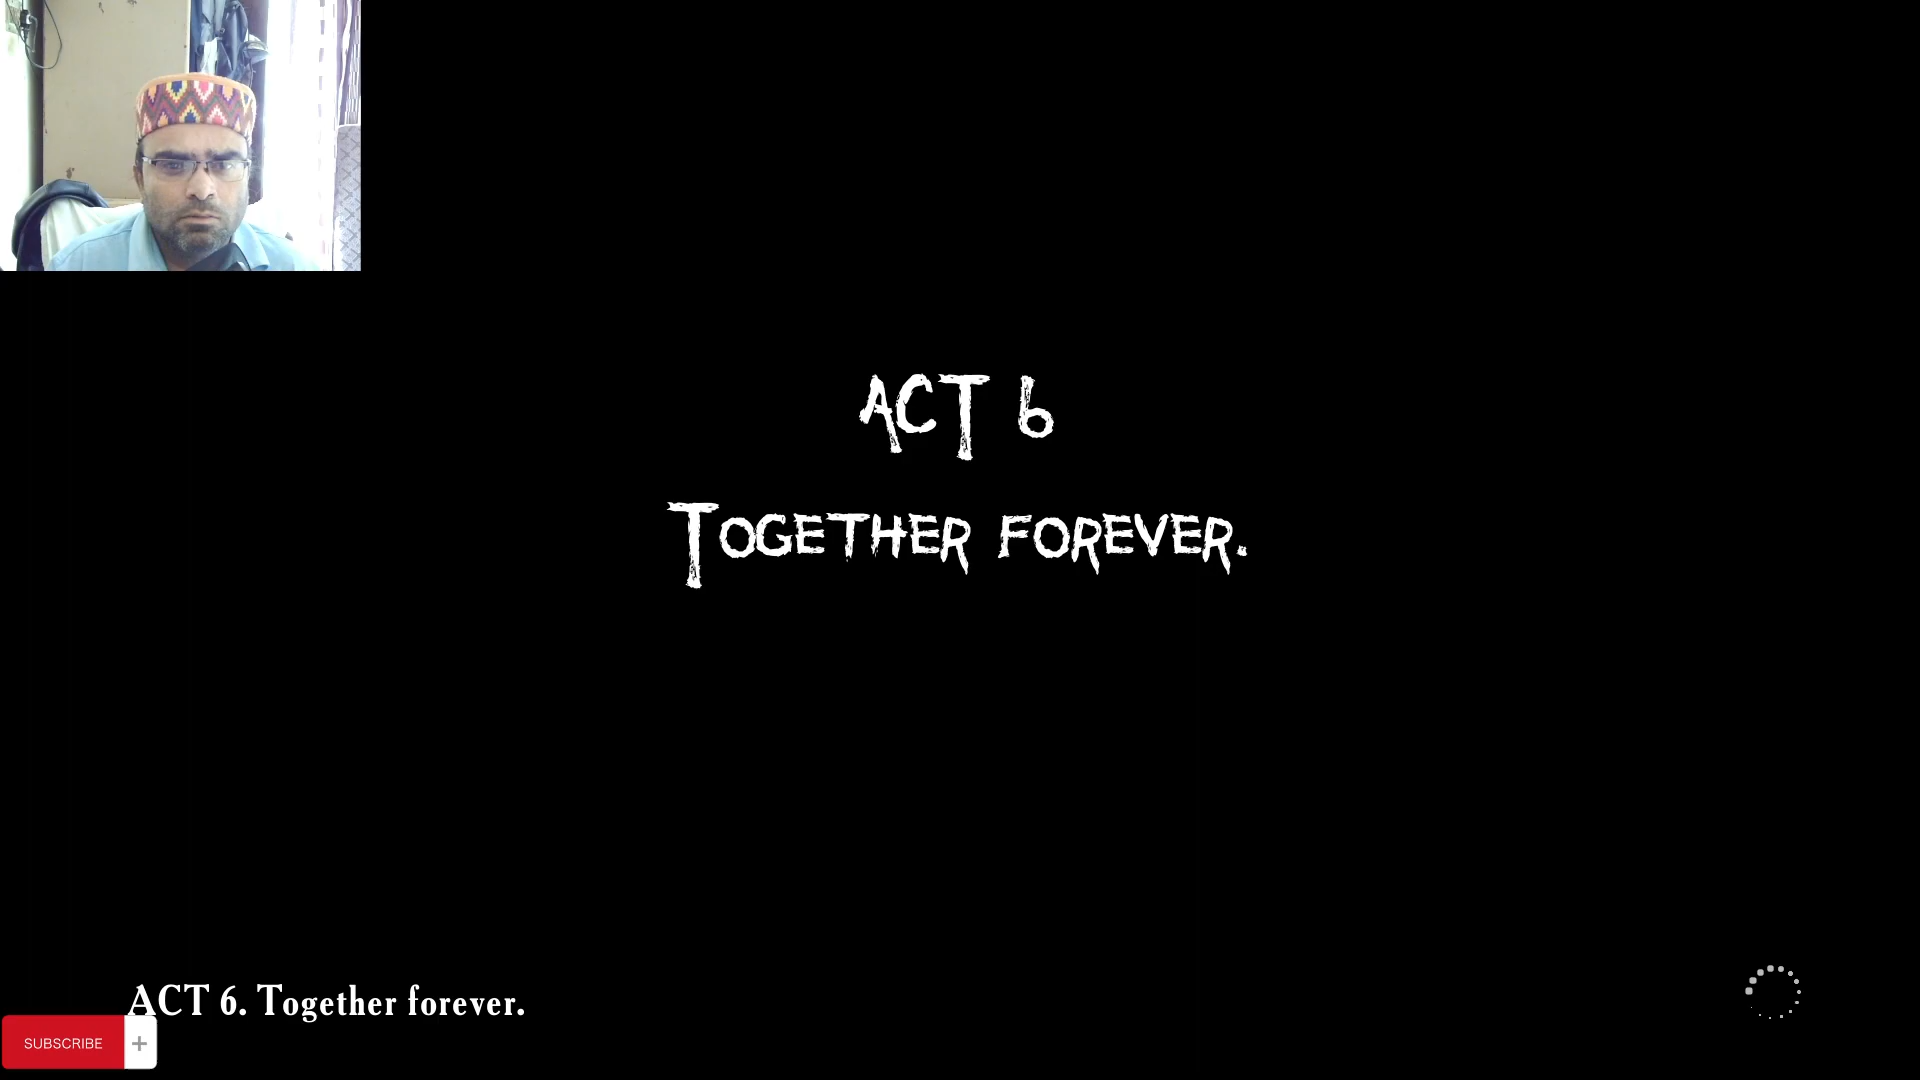 ACT 6
Together forever.
ACT 6. Together forever.
SUBSCRIBE +